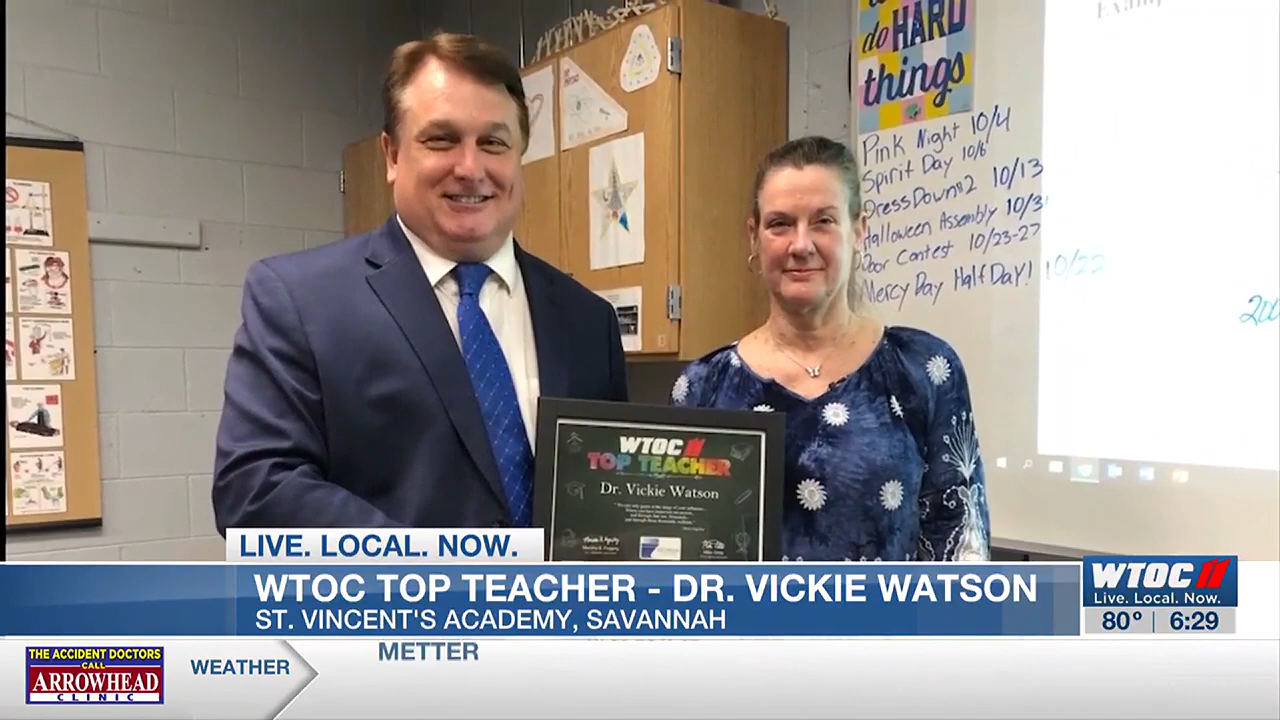 do HARD
things
Pink Night 10/4
Spirit Day 10/6
Dress Down #2 10/13
Halloween Assembly 10/31
Door Contest 10/23-27
Mercy Day Half Day! 10/22
WTOC 11
TOP TEACHER
Dr. Vickie Watson
LIVE. LOCAL. NOW.
WTOC TOP TEACHER - DR. VICKIE WATSON
ST. VINCENT'S ACADEMY, SAVANNAH
WTOC 11
Live. Local. Now.
80° 6:29
THE ACCIDENT DOCTORS
CALL
ARROWHEAD
CLINIC
WEATHER
METTER